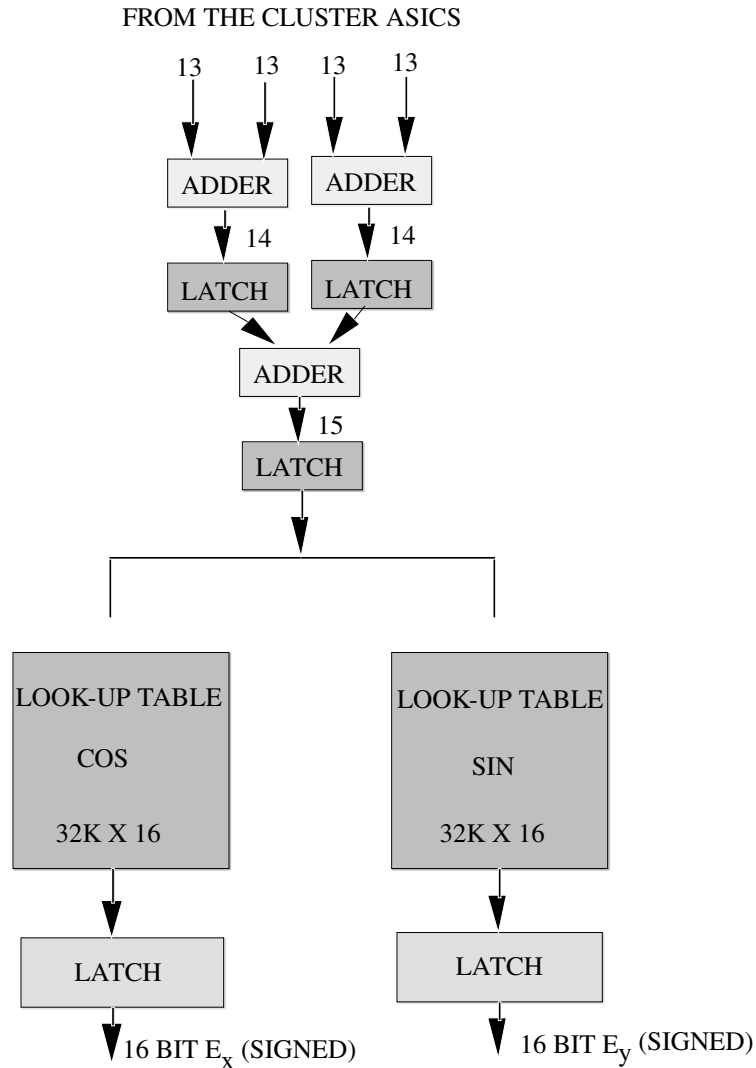 FROM THE CLUSTER ASICS
13 13 13 13
ADDER ADDER
14 14
LATCH LATCH
ADDER
15
LATCH
LOOK-UP TABLE
COS
32K X 16
LOOK-UP TABLE
SIN
32K X 16
LATCH
LATCH
16 BIT Ex (SIGNED)
16 BIT Ey (SIGNED)